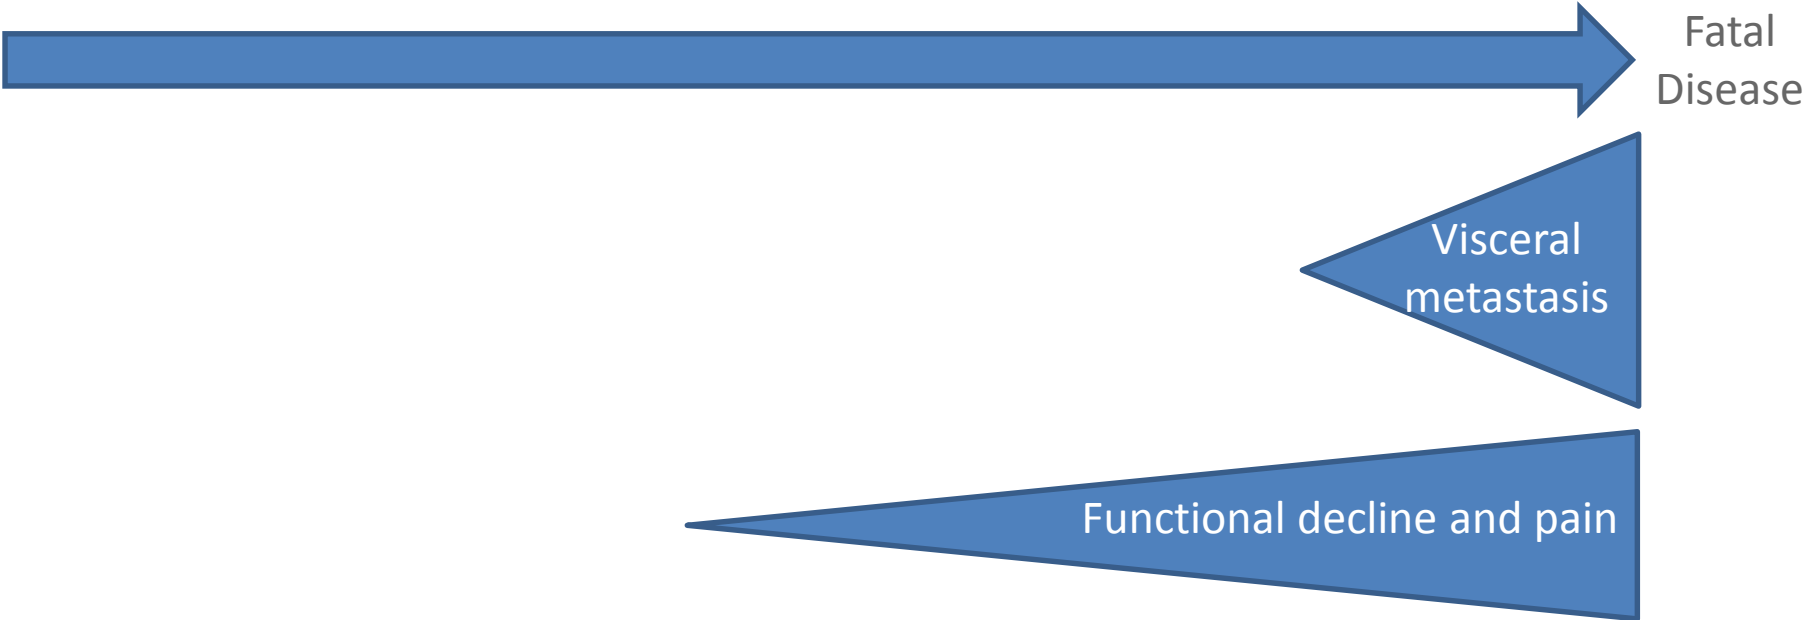 Fatal
Disease
Visceral
metastasis
Functional decline and pain